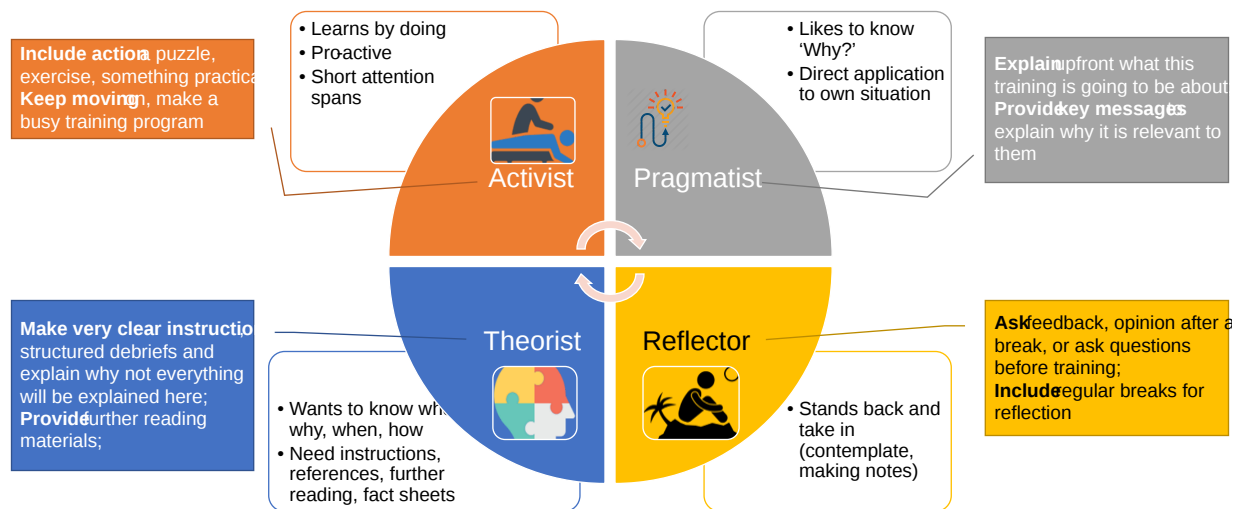 • Learns by doing
• Pro-active
• Short attention
spans
Include action a puzzle,
exercise, something practica
Keep moving on, make a
busy training program
Activist
• Likes to know
‘Why?’
• Direct application
to own situation
Explain upfront what this
training is going to be about
Provide key messages to
explain why it is relevant to
them
Pragmatist
Make very clear instructio
structured debriefs and
explain why not everything
will be explained here;
Provide further reading
materials;
Theorist
• Wants to know wh
why, when, how
• Need instructions,
references, further
reading, fact sheets
Reflector
• Stands back and
take in
(contemplate,
making notes)
Ask feedback, opinion after a
break, or ask questions
before training;
Include regular breaks for
reflection